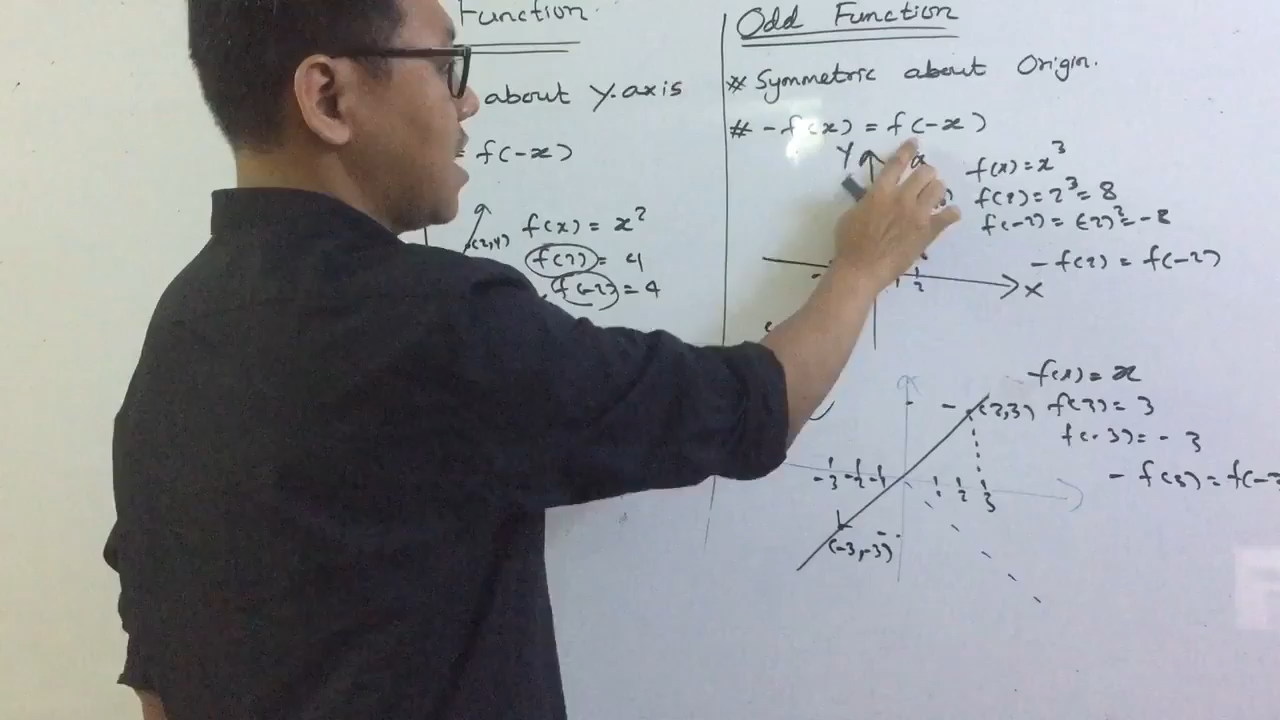 Function.
about Y.axis
= f(-x)
f(x) = x²
(2,4)
f(2) = 4
f(-2) = 4
Odd Function
* Symmetric about Origin.
# -f(x) = f(-x)
Y
f(x) = x³
f(2) = 2³ = 8
f(-2) = (-2)³ = -8
- f(2) = f(-2)
1 2
X
f(x) = x
(3,3) f(3) = 3
f(-3) = - 3
- f(3) = f(-3
-3 -2 -1
1 2 3
(-3,-3)